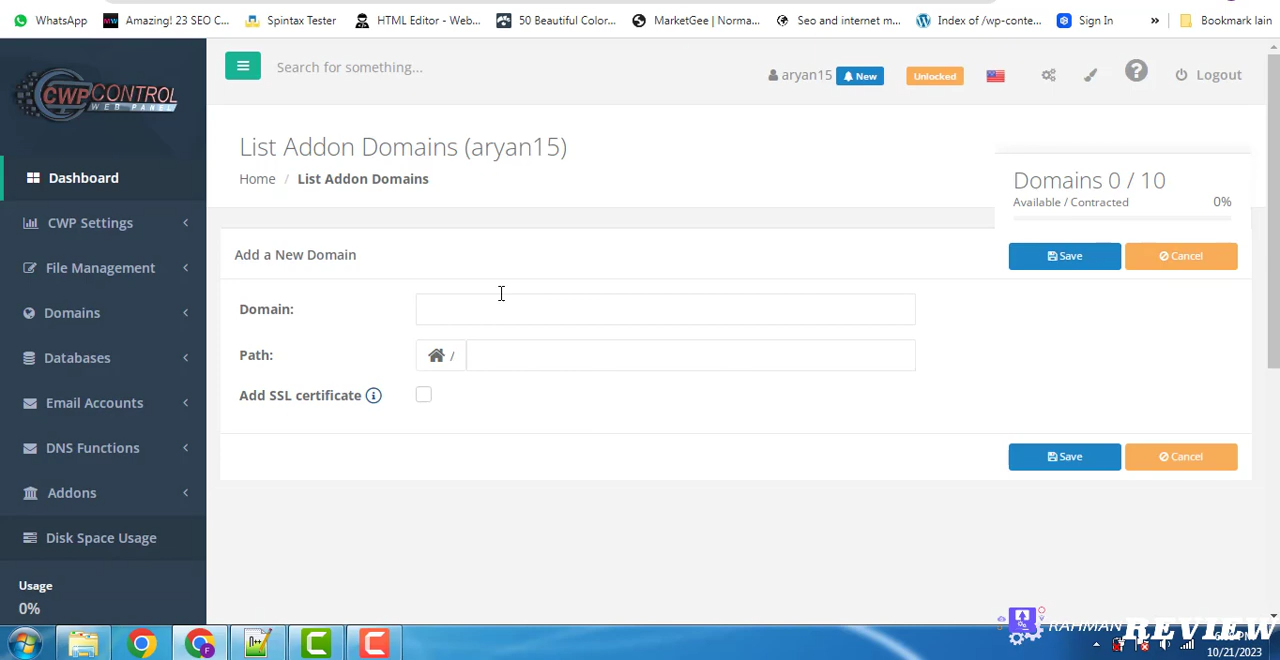 WhatsApp
Amazing! 23 SEO C...
Spintax Tester
HTML Editor - Web...
50 Beautiful Color...
MarketGee | Norma...
Seo and internet m...
Index of /wp-conte...
Sign In
»
Bookmark lain
CWPCONTROL
WEB PANEL
Search for something...
aryan15
New
Unlocked
Logout
Dashboard
CWP Settings
File Management
Domains
Databases
Email Accounts
DNS Functions
Addons
Disk Space Usage
Usage
0%
List Addon Domains (aryan15)
Home / List Addon Domains
Domains 0 / 10
Available / Contracted 0%
Save
Cancel
Add a New Domain
Domain:
Path: /
Add SSL certificate
Save
Cancel
RAHMAN REVIEW
10/21/2023